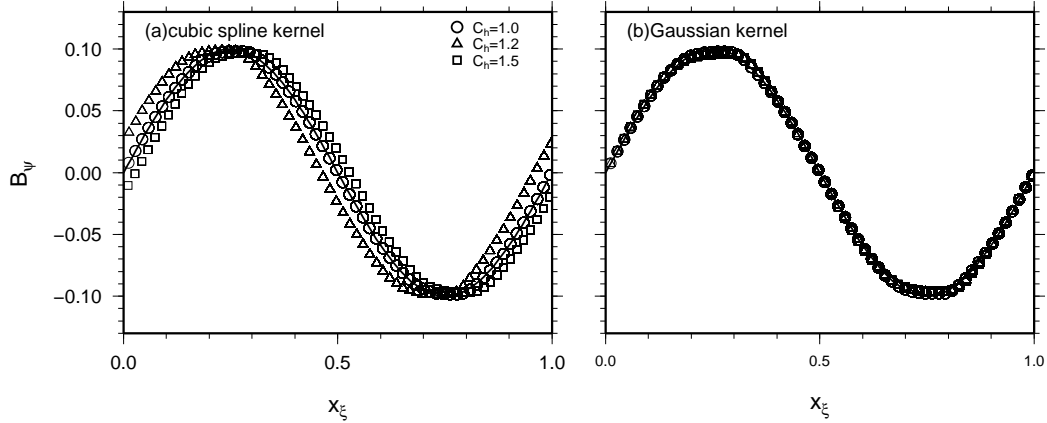 (a)cubic spline kernel
C_h=1.0
C_h=1.2
C_h=1.5
0.10
0.05
0.00
−0.05
−0.10
B_ψ
0.0 0.5 1.0
x_ξ
(b)Gaussian kernel
0.0 0.5 1.0
x_ξ